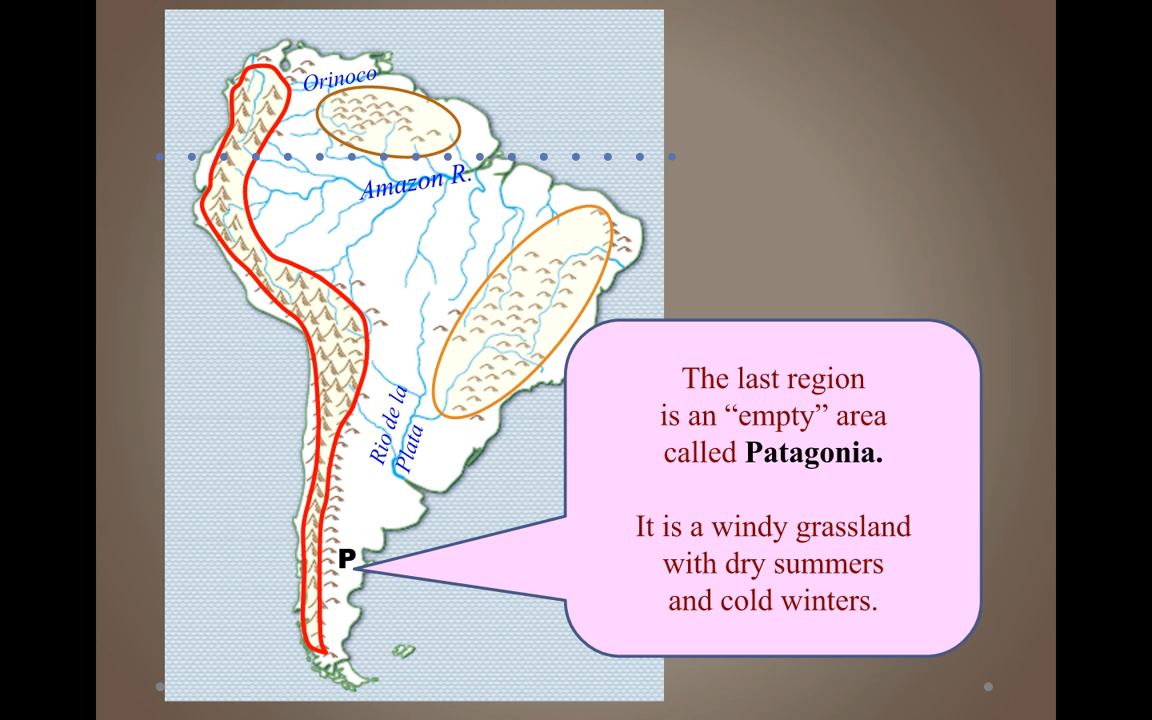 Orinoco
Amazon R.
Rio de la
Plata
P
The last region
is an “empty” area
called Patagonia.
It is a windy grassland
with dry summers
and cold winters.